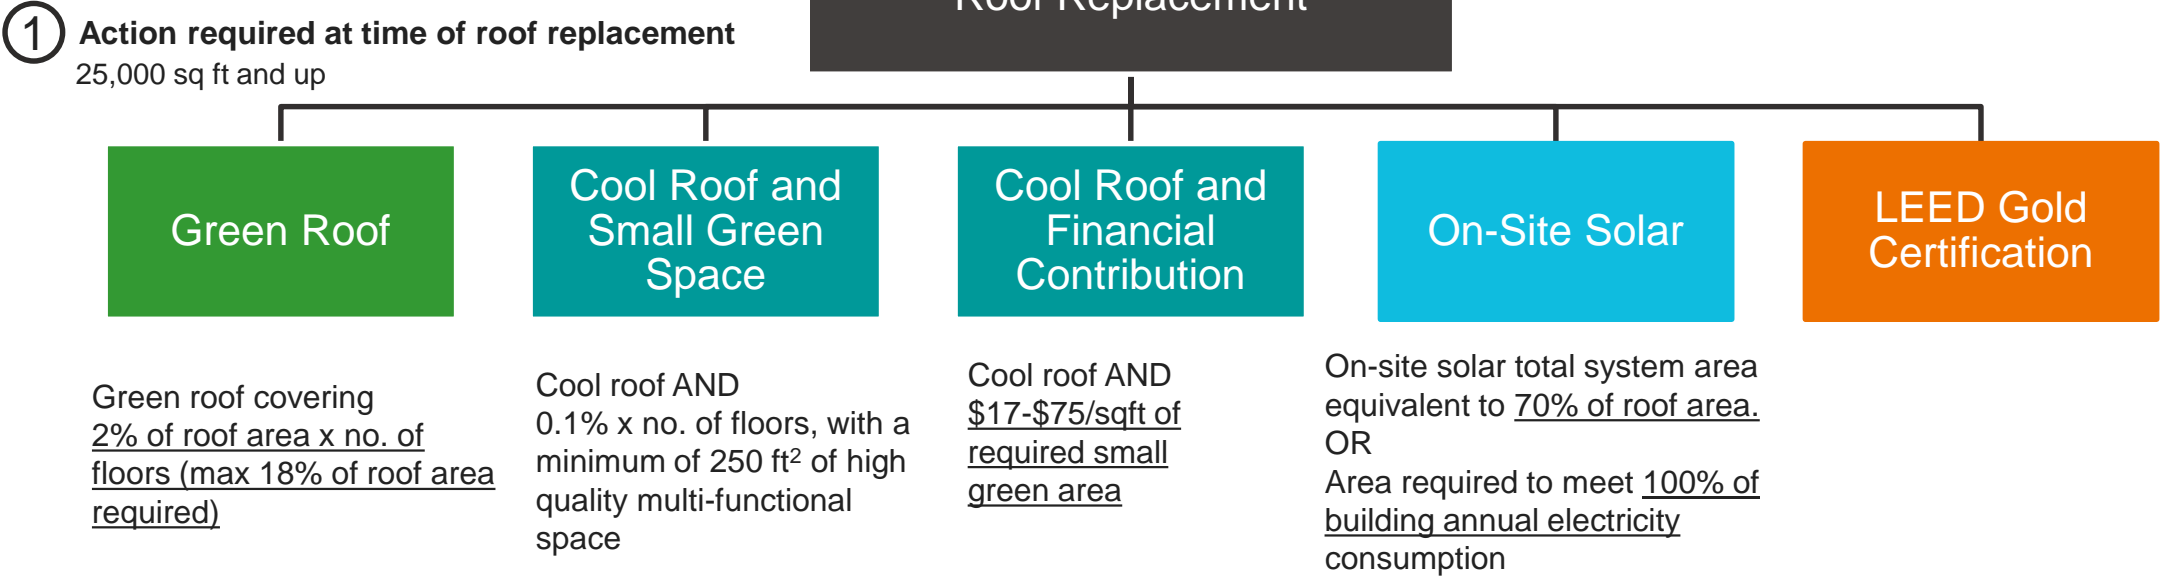 Roof Replacement
1 Action required at time of roof replacement
25,000 sq ft and up
Green Roof
Cool Roof and
Small Green
Space
Cool Roof and
Financial
Contribution
On-Site Solar
LEED Gold
Certification
Green roof covering
2% of roof area x no. of
floors (max 18% of roof area
required)
Cool roof AND
0.1% x no. of floors, with a
minimum of 250 ft² of high
quality multi-functional
space
Cool roof AND
$17-$75/sqft of
required small
green area
On-site solar total system area
equivalent to 70% of roof area.
OR
Area required to meet 100% of
building annual electricity
consumption